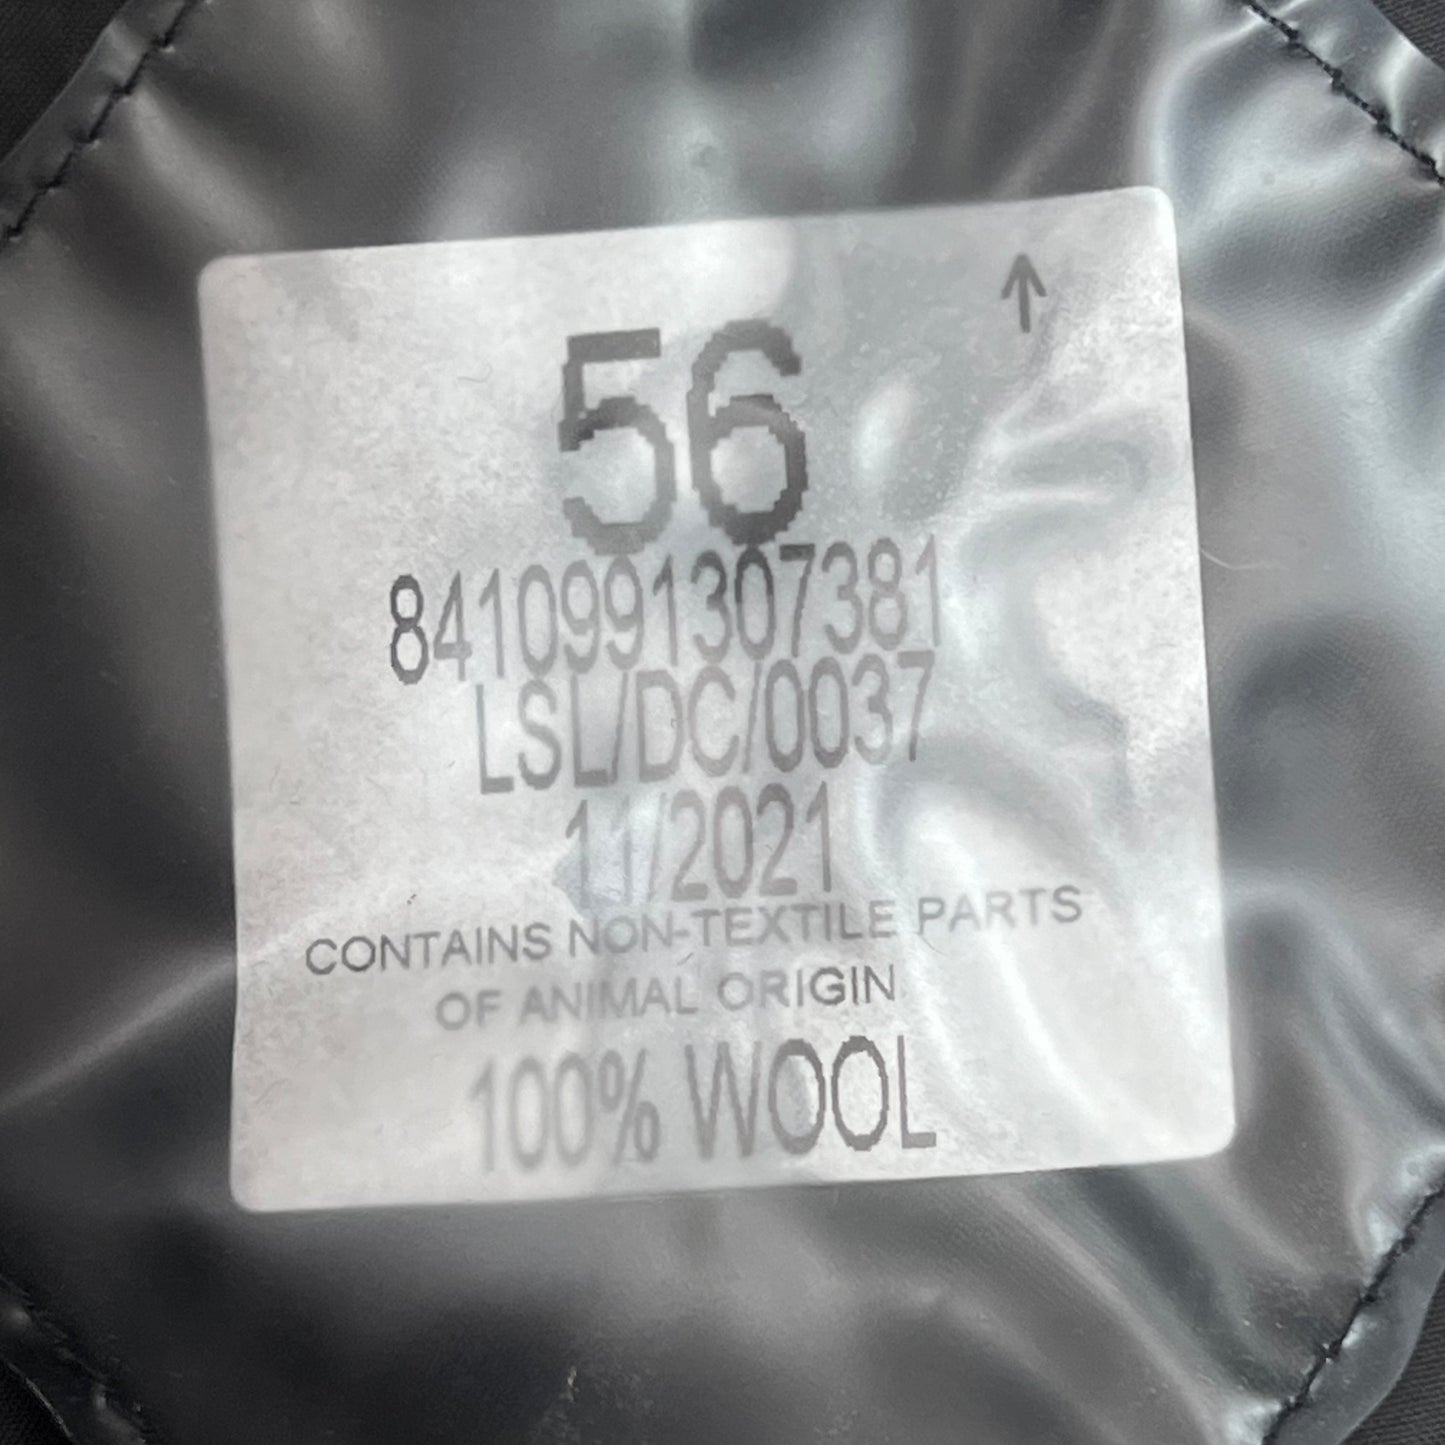 ↑
56
8410991307381
LSL/DC/0037
11/2021
CONTAINS NON-TEXTILE PARTS
OF ANIMAL ORIGIN
100% WOOL